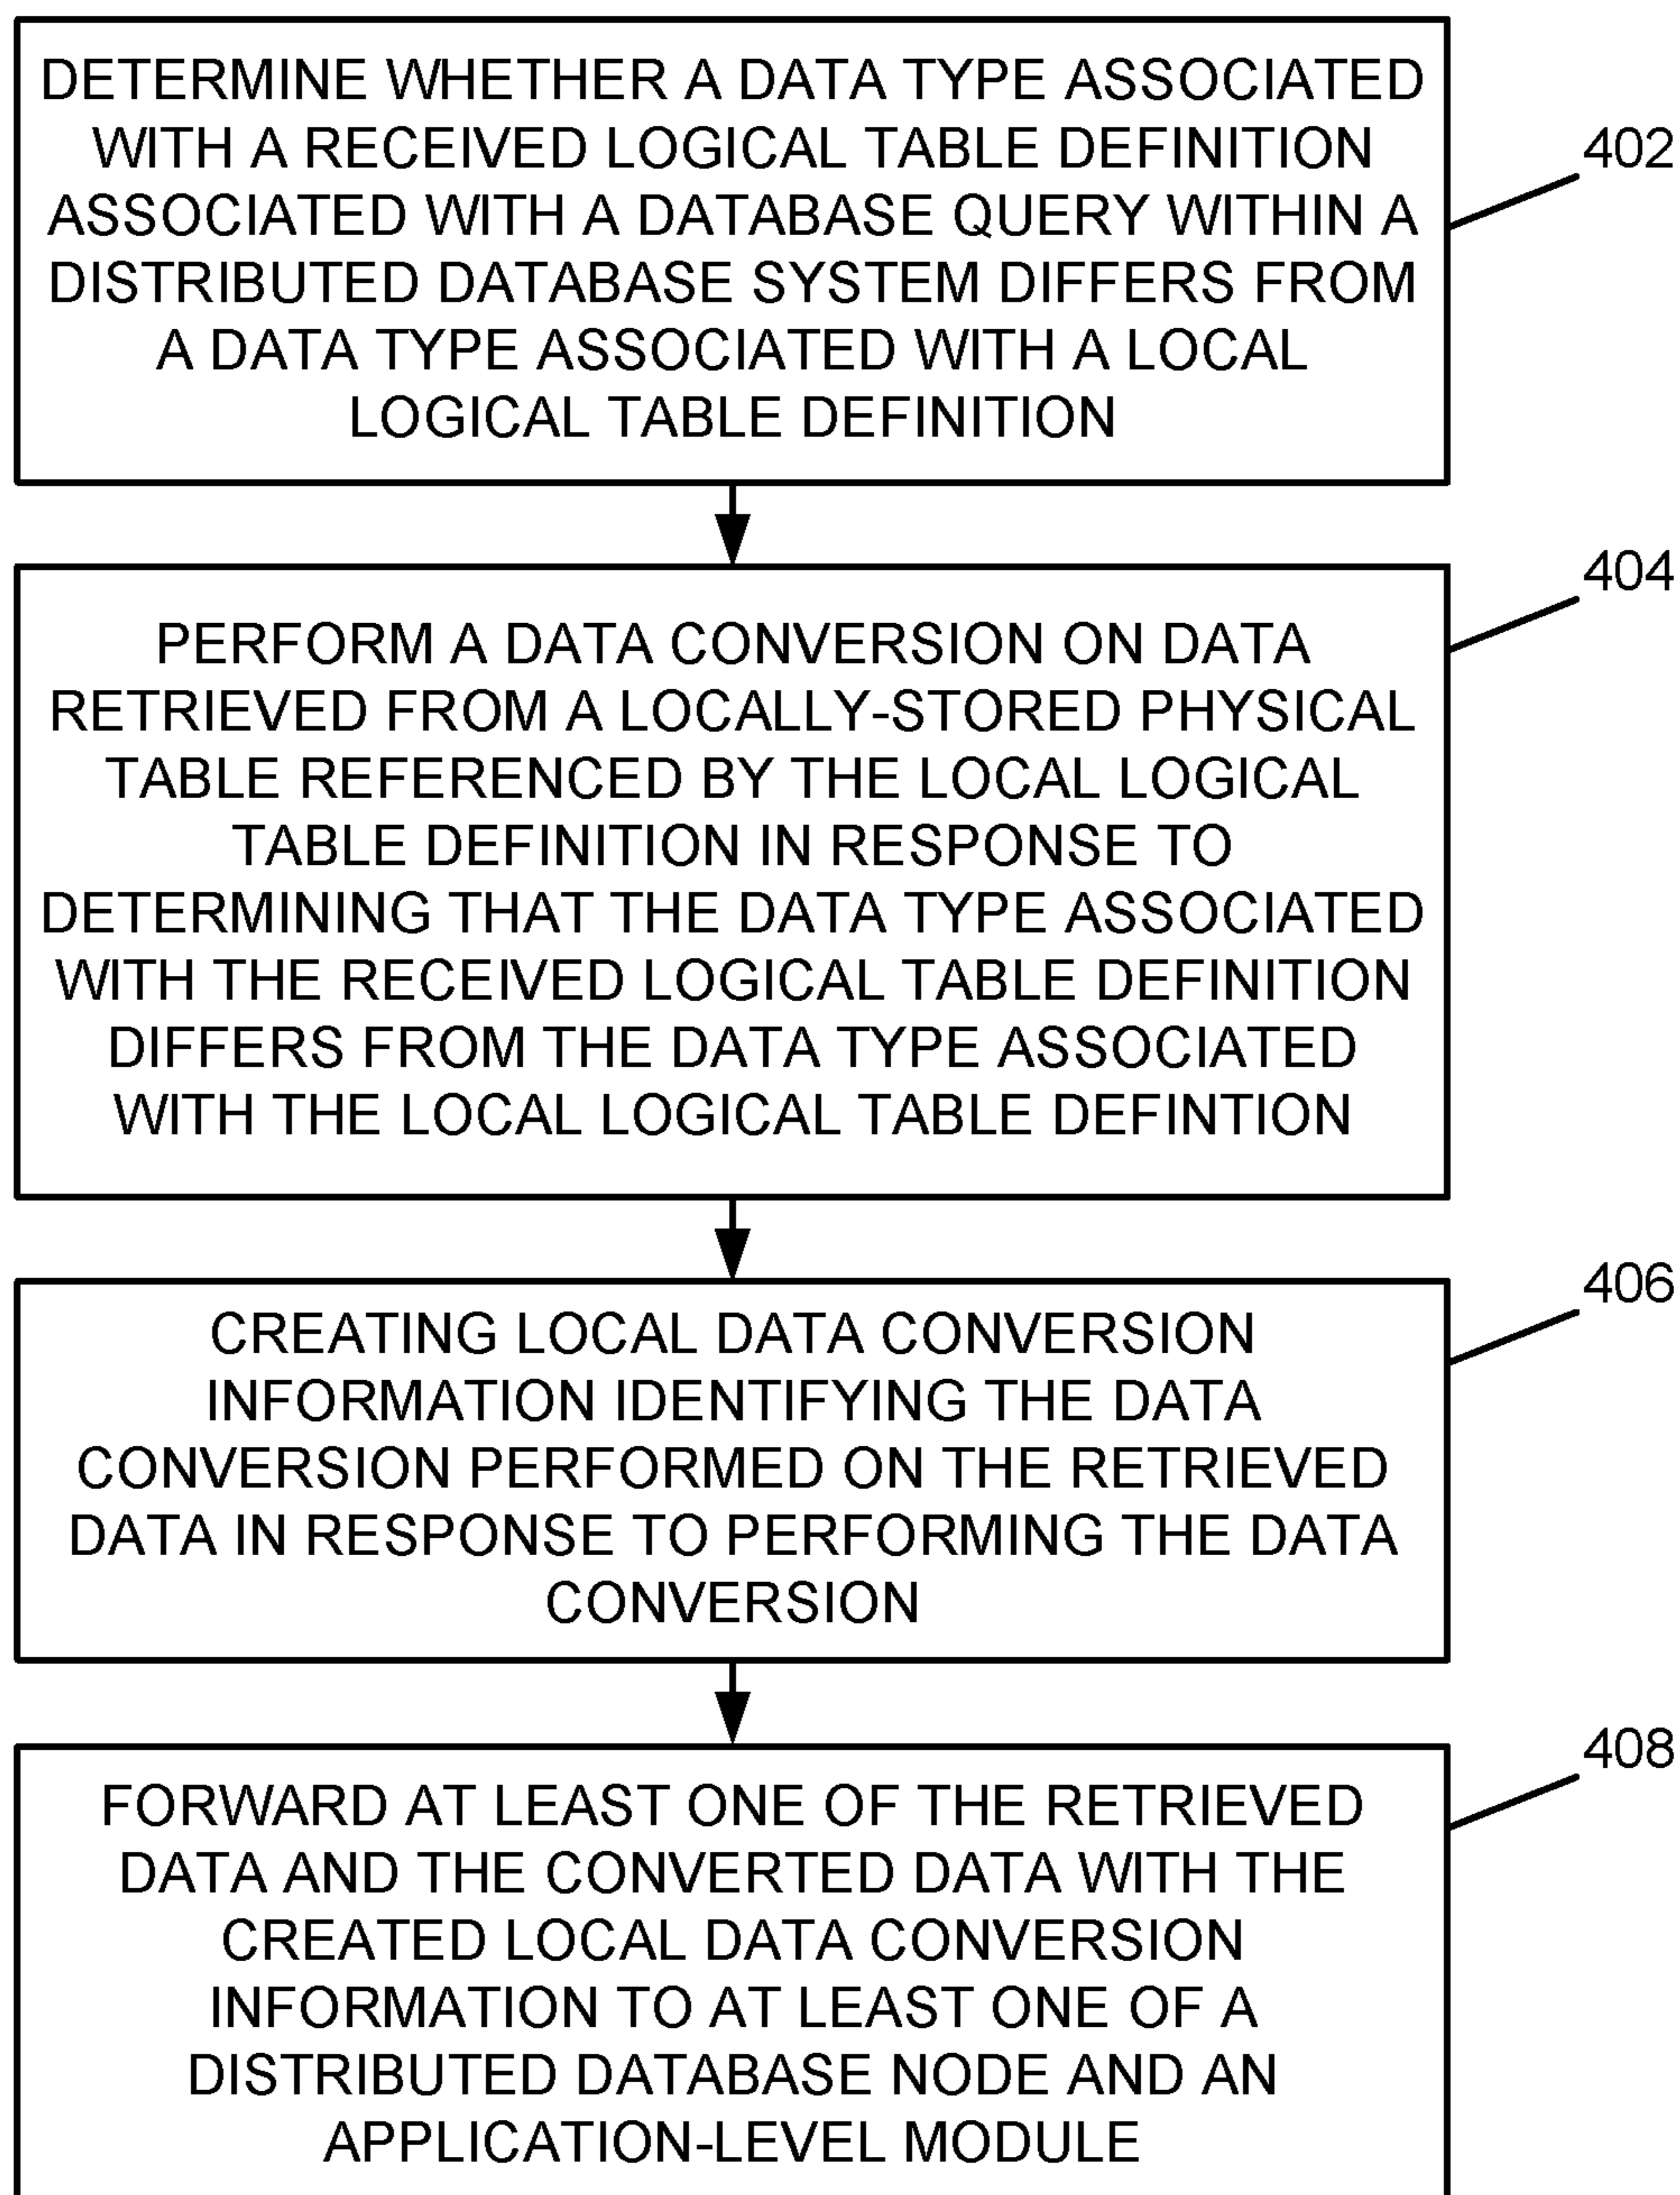 DETERMINE WHETHER A DATA TYPE ASSOCIATED
WITH A RECEIVED LOGICAL TABLE DEFINITION
ASSOCIATED WITH A DATABASE QUERY WITHIN A
DISTRIBUTED DATABASE SYSTEM DIFFERS FROM
A DATA TYPE ASSOCIATED WITH A LOCAL
LOGICAL TABLE DEFINITION
402
PERFORM A DATA CONVERSION ON DATA
RETRIEVED FROM A LOCALLY-STORED PHYSICAL
TABLE REFERENCED BY THE LOCAL LOGICAL
TABLE DEFINITION IN RESPONSE TO
DETERMINING THAT THE DATA TYPE ASSOCIATED
WITH THE RECEIVED LOGICAL TABLE DEFINITION
DIFFERS FROM THE DATA TYPE ASSOCIATED
WITH THE LOCAL LOGICAL TABLE DEFINTION
404
CREATING LOCAL DATA CONVERSION
INFORMATION IDENTIFYING THE DATA
CONVERSION PERFORMED ON THE RETRIEVED
DATA IN RESPONSE TO PERFORMING THE DATA
CONVERSION
406
FORWARD AT LEAST ONE OF THE RETRIEVED
DATA AND THE CONVERTED DATA WITH THE
CREATED LOCAL DATA CONVERSION
INFORMATION TO AT LEAST ONE OF A
DISTRIBUTED DATABASE NODE AND AN
APPLICATION-LEVEL MODULE
408